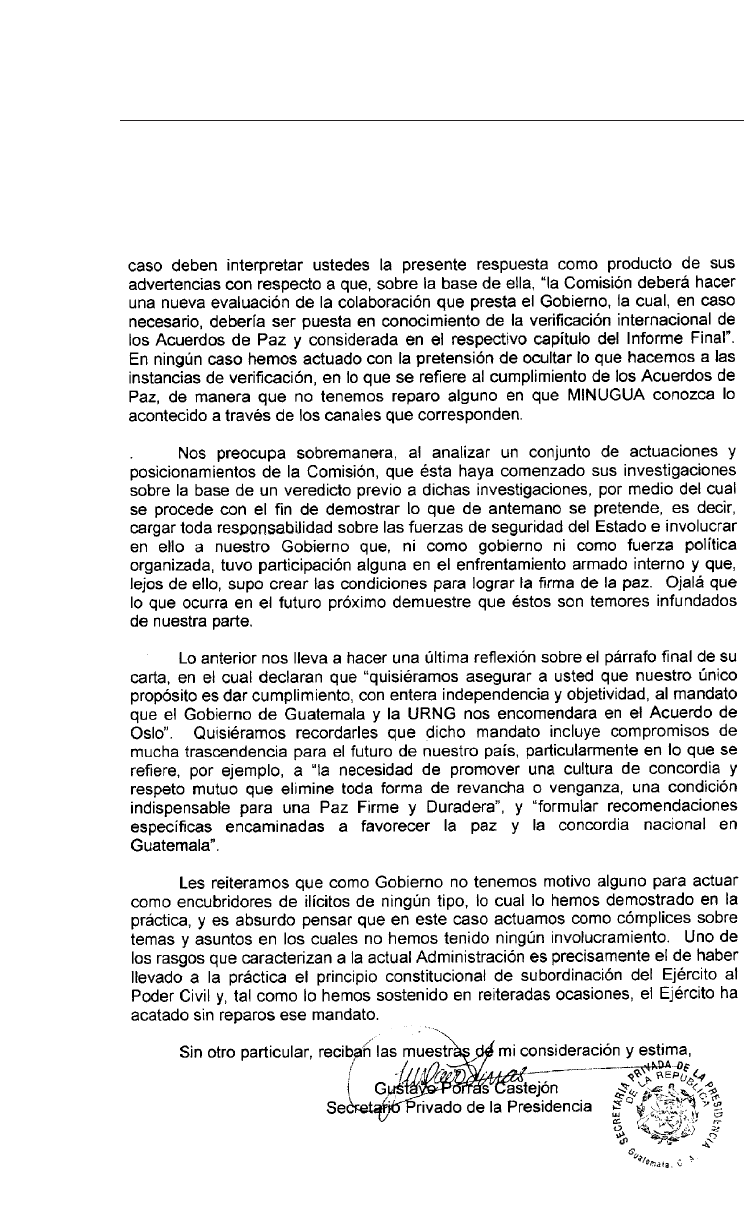 caso deben interpretar ustedes la presente respuesta como producto de sus
advertencias con respecto a que, sobre la base de ella, “la Comisión deberá hacer
una nueva evaluación de la colaboración que presta el Gobierno, la cual, en caso
necesario, debería ser puesta en conocimiento de la verificación internacional de
los Acuerdos de Paz y considerada en el respectivo capítulo del Informe Final”.
En ningún caso hemos actuado con la pretensión de ocultar lo que hacemos a las
instancias de verificación, en lo que se refiere al cumplimiento de los Acuerdos de
Paz, de manera que no tenemos reparo alguno en que MINUGUA conozca lo
acontecido a través de los canales que corresponden.
Nos preocupa sobremanera, al analizar un conjunto de actuaciones y
posicionamientos de la Comisión, que ésta haya comenzado sus investigaciones
sobre la base de un veredicto previo a dichas investigaciones, por medio del cual
se procede con el fin de demostrar lo que de antemano se pretende, es decir,
cargar toda responsabilidad sobre las fuerzas de seguridad del Estado e involucrar
en ello a nuestro Gobierno que, ni como gobierno ni como fuerza política
organizada, tuvo participación alguna en el enfrentamiento armado interno y que,
lejos de ello, supo crear las condiciones para lograr la firma de la paz. Ojalá que
lo que ocurra en el futuro próximo demuestre que éstos son temores infundados
de nuestra parte.
Lo anterior nos lleva a hacer una última reflexión sobre el párrafo final de su
carta, en el cual declaran que “quisiéramos asegurar a usted que nuestro único
propósito es dar cumplimiento, con entera independencia y objetividad, al mandato
que el Gobierno de Guatemala y la URNG nos encomendara en el Acuerdo de
Oslo”. Quisiéramos recordarles que dicho mandato incluye compromisos de
mucha trascendencia para el futuro de nuestro país, particularmente en lo que se
refiere, por ejemplo, a “la necesidad de promover una cultura de concordia y
respeto mutuo que elimine toda forma de revancha o venganza, una condición
indispensable para una Paz Firme y Duradera”, y “formular recomendaciones
específicas encaminadas a favorecer la paz y la concordia nacional en
Guatemala”.
Les reiteramos que como Gobierno no tenemos motivo alguno para actuar
como encubridores de ilícitos de ningún tipo, lo cual lo hemos demostrado en la
práctica, y es absurdo pensar que en este caso actuamos como cómplices sobre
temas y asuntos en los cuales no hemos tenido ningún involucramiento. Uno de
los rasgos que caracterizan a la actual Administración es precisamente el de haber
llevado a la práctica el principio constitucional de subordinación del Ejército al
Poder Civil y, tal como lo hemos sostenido en reiteradas ocasiones, el Ejército ha
acatado sin reparos ese mandato.
Sin otro particular, reciban las muestras de mi consideración y estima,
Gustavo Porras Castejón
Secretario Privado de la Presidencia
SECRETARIA PRIVADA DE LA PRESIDENCIA
DE LA REPUBLICA
Guatemala, C. A.